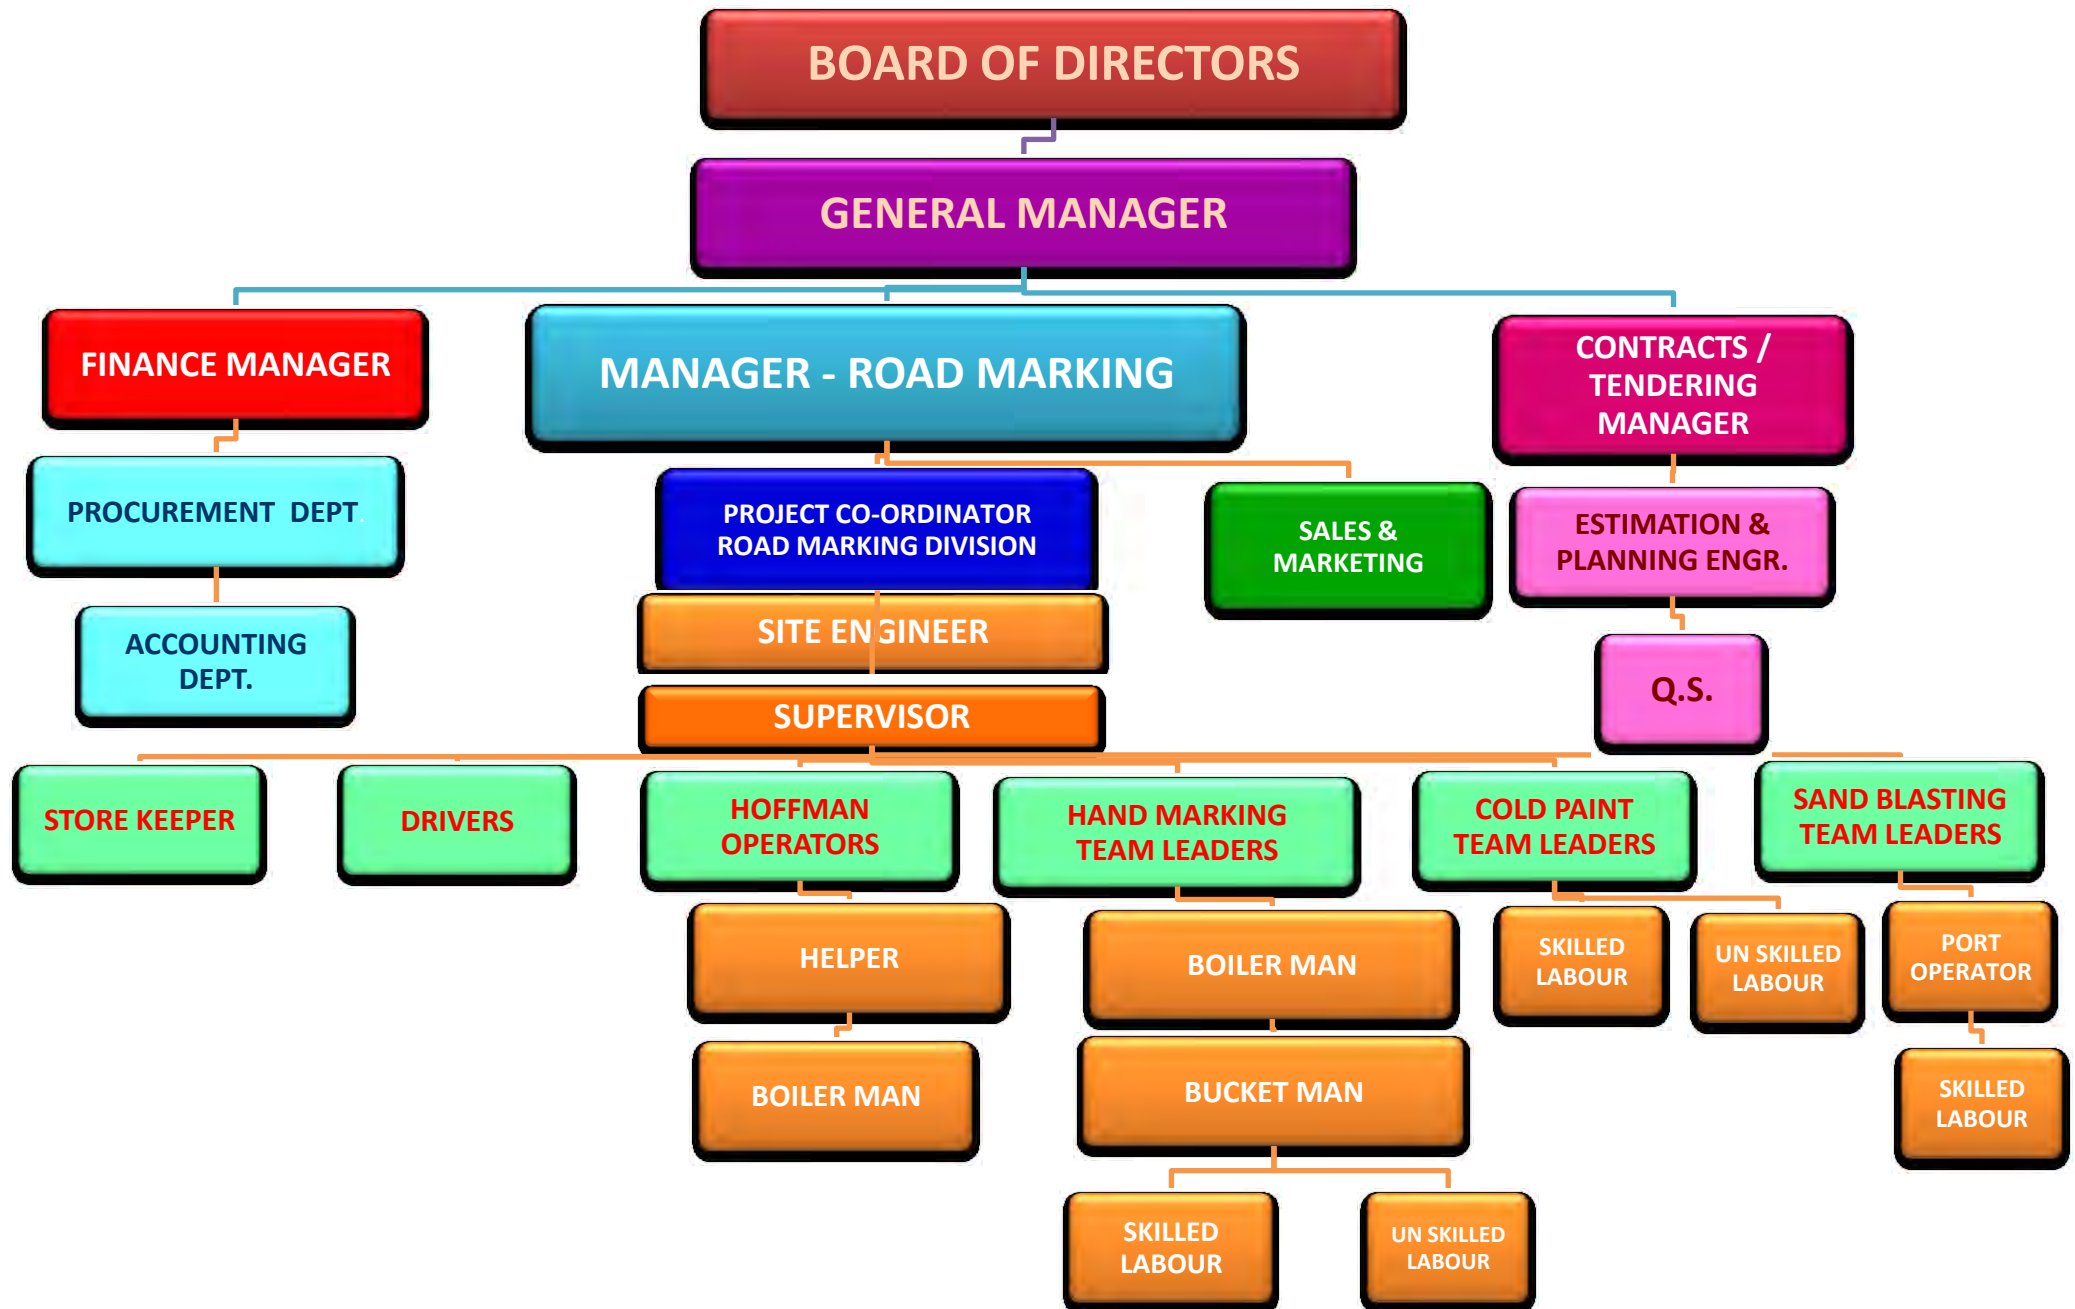 BOARD OF DIRECTORS
GENERAL MANAGER
FINANCE MANAGER
MANAGER - ROAD MARKING
CONTRACTS /
TENDERING
MANAGER
PROCUREMENT DEPT
PROJECT CO-ORDINATOR
ROAD MARKING DIVISION
SALES &
MARKETING
ESTIMATION &
PLANNING ENGR.
ACCOUNTING
DEPT.
SITE ENGINEER
Q.S.
SUPERVISOR
STORE KEEPER
DRIVERS
HOFFMAN
OPERATORS
HAND MARKING
TEAM LEADERS
COLD PAINT
TEAM LEADERS
SAND BLASTING
TEAM LEADERS
HELPER
BOILER MAN
SKILLED
LABOUR
UN SKILLED
LABOUR
PORT
OPERATOR
BOILER MAN
BUCKET MAN
SKILLED
LABOUR
SKILLED
LABOUR
UN SKILLED
LABOUR